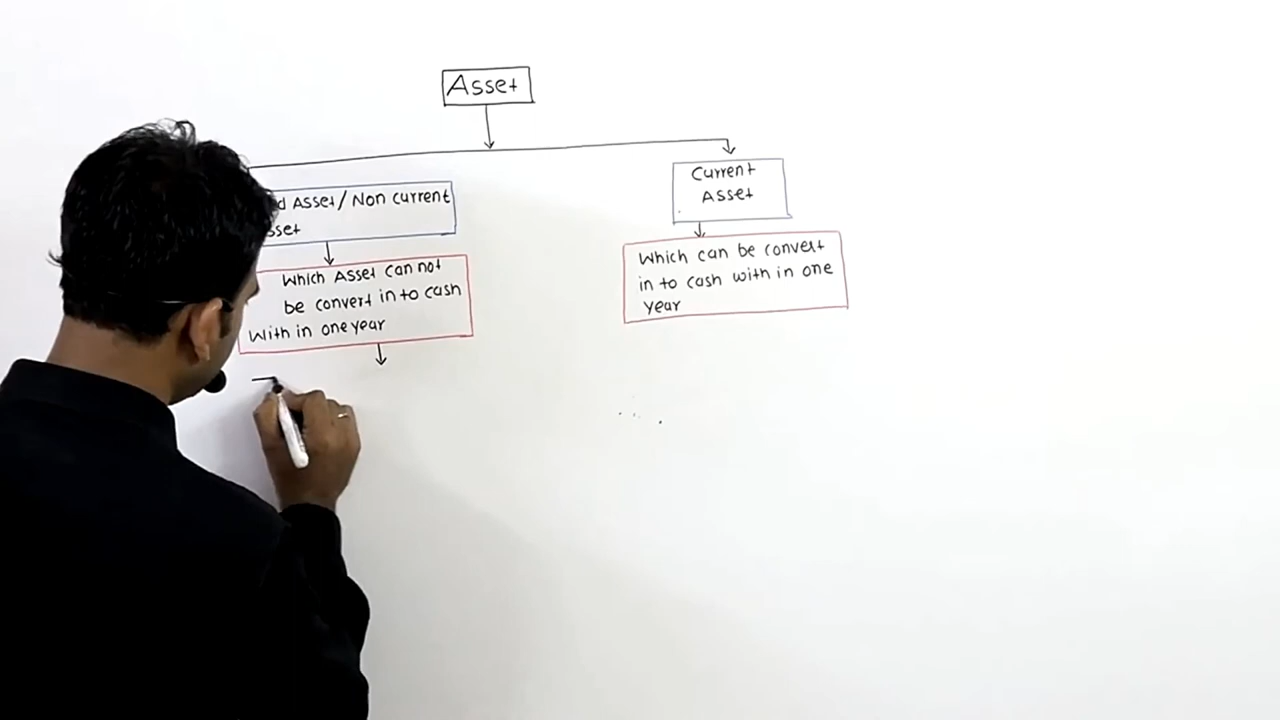 Asset
Asset / Non current
Which Asset can not
be convert in to cash
with in one year
Current
Asset
Which can be convert
in to cash with in one
year